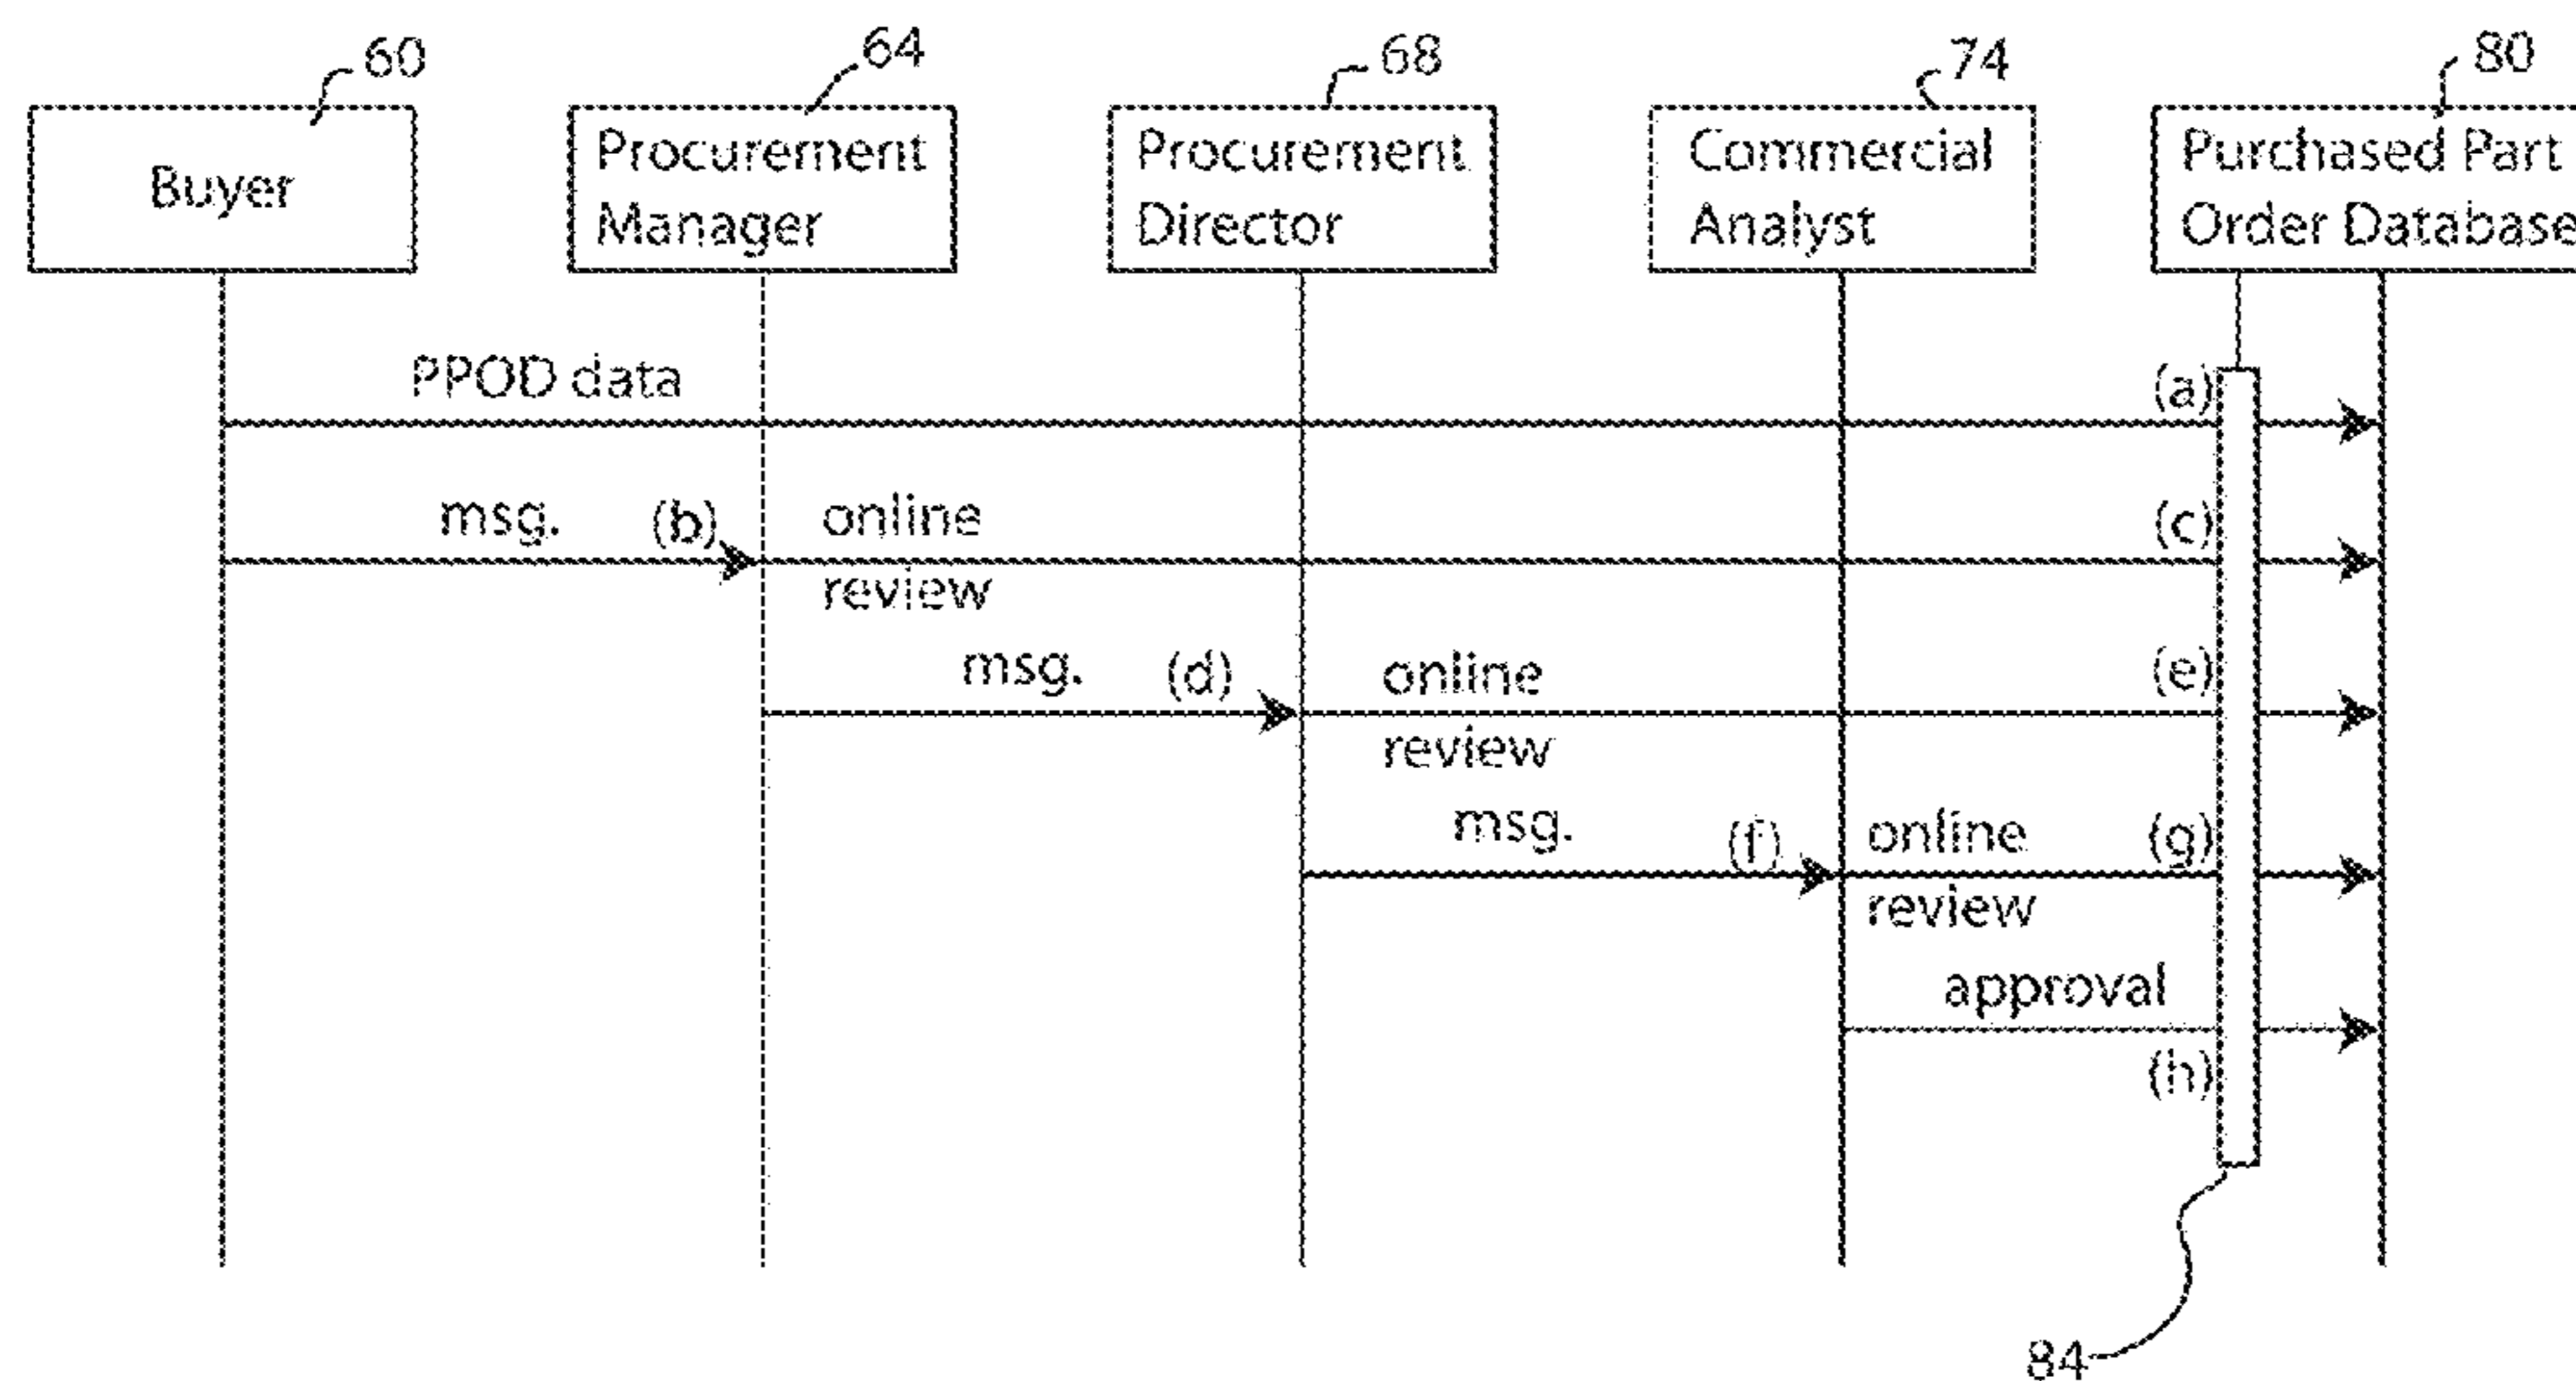 60
64
68
74
80
Buyer
Procurement
Manager
Procurement
Director
Commercial
Analyst
Purchased Part
Order Database
PPOD data
(a)
msg.
(b)
online
review
(c)
msg.
(d)
online
review
(e)
msg.
(f)
online
review
(g)
approval
(h)
84